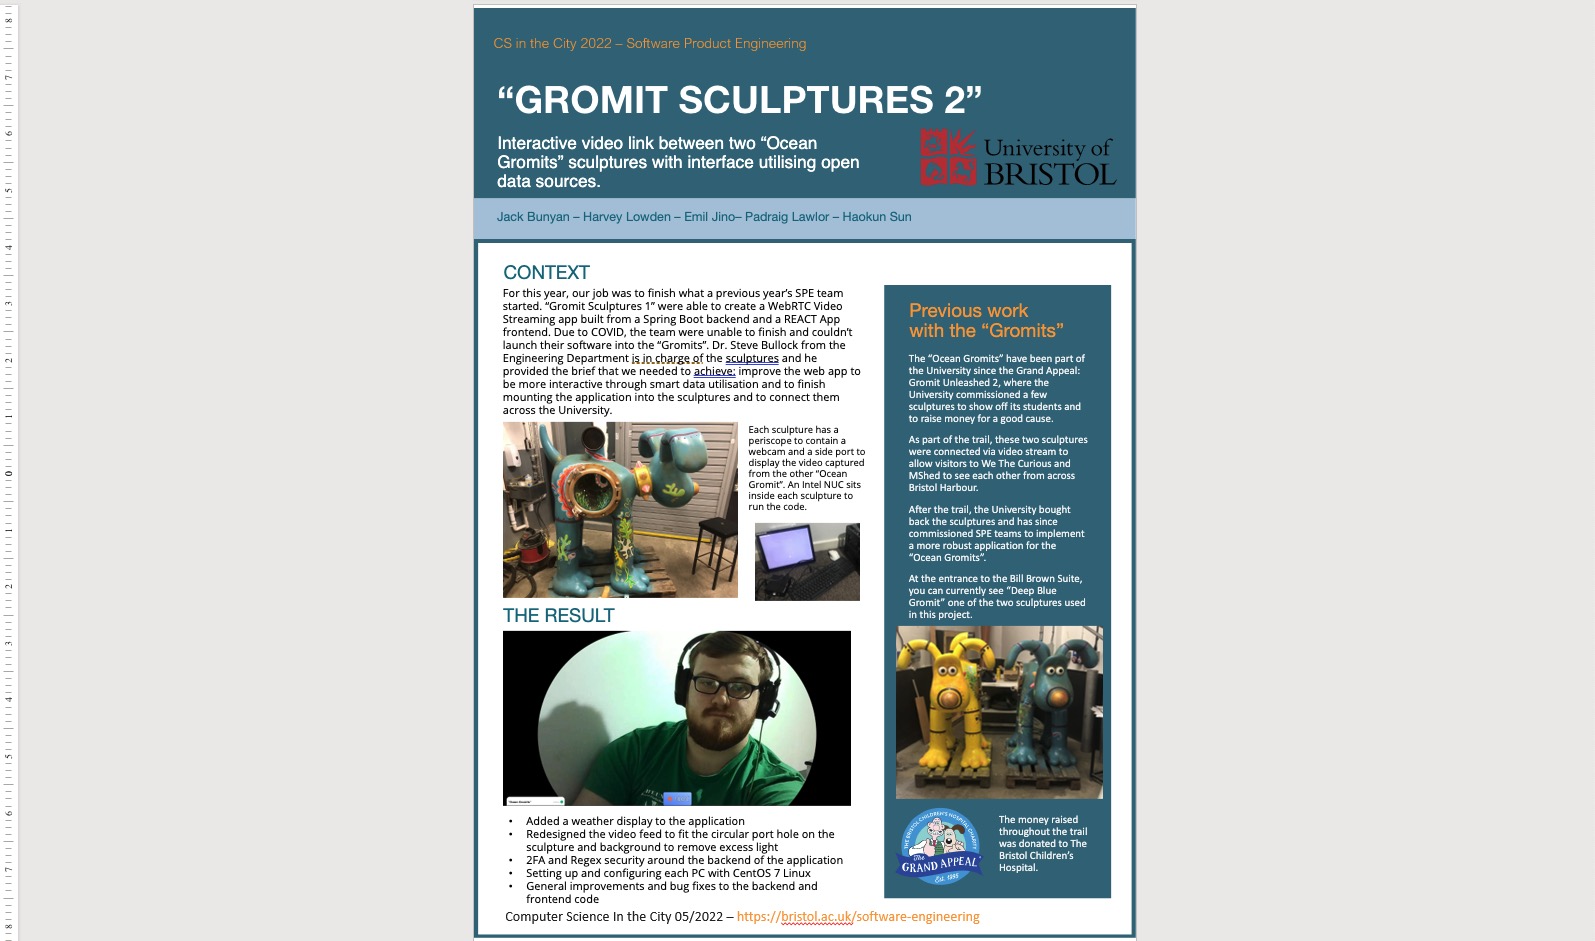 CS in the City 2022 – Software Product Engineering
“GROMIT SCULPTURES 2”
Interactive video link between two “Ocean
Gromits” sculptures with interface utilising open
data sources.
University of
BRISTOL
Jack Bunyan – Harvey Lowden – Emil Jino– Padraig Lawlor – Haokun Sun
CONTEXT
For this year, our job was to finish what a previous year’s SPE team
started. “Gromit Sculptures 1” were able to create a WebRTC Video
Streaming app built from a Spring Boot backend and a REACT App
frontend. Due to COVID, the team were unable to finish and couldn’t
launch their software into the “Gromits”. Dr. Steve Bullock from the
Engineering Department is in charge of the sculptures and he
provided the brief that we needed to achieve: improve the web app to
be more interactive through smart data utilisation and to finish
mounting the application into the sculptures and to connect them
across the University.
Each sculpture has a
periscope to contain a
webcam and a side port to
display the video captured
from the other “Ocean
Gromit”. An Intel NUC sits
inside each sculpture to
run the code.
THE RESULT
• Added a weather display to the application
• Redesigned the video feed to fit the circular port hole on the
sculpture and background to remove excess light
• 2FA and Regex security around the backend of the application
• Setting up and configuring each PC with CentOS 7 Linux
• General improvements and bug fixes to the backend and
frontend code
Previous work
with the “Gromits”
The “Ocean Gromits” have been part of
the University since the Grand Appeal:
Gromit Unleashed 2, where the
University commissioned a few
sculptures to show off its students and
to raise money for a good cause.
As part of the trail, these two sculptures
were connected via video stream to
allow visitors to We The Curious and
MShed to see each other from across
Bristol Harbour.
After the trail, the University bought
back the sculptures and has since
commissioned SPE teams to implement
a more robust application for the
“Ocean Gromits”.
At the entrance to the Bill Brown Suite,
you can currently see “Deep Blue
Gromit” one of the two sculptures used
in this project.
THE BRISTOL CHILDREN'S HOSPITAL CHARITY
The
GRAND APPEAL
Est. 1995
The money raised
throughout the trail
was donated to The
Bristol Children’s
Hospital.
Computer Science In the City 05/2022 – https://bristol.ac.uk/software-engineering